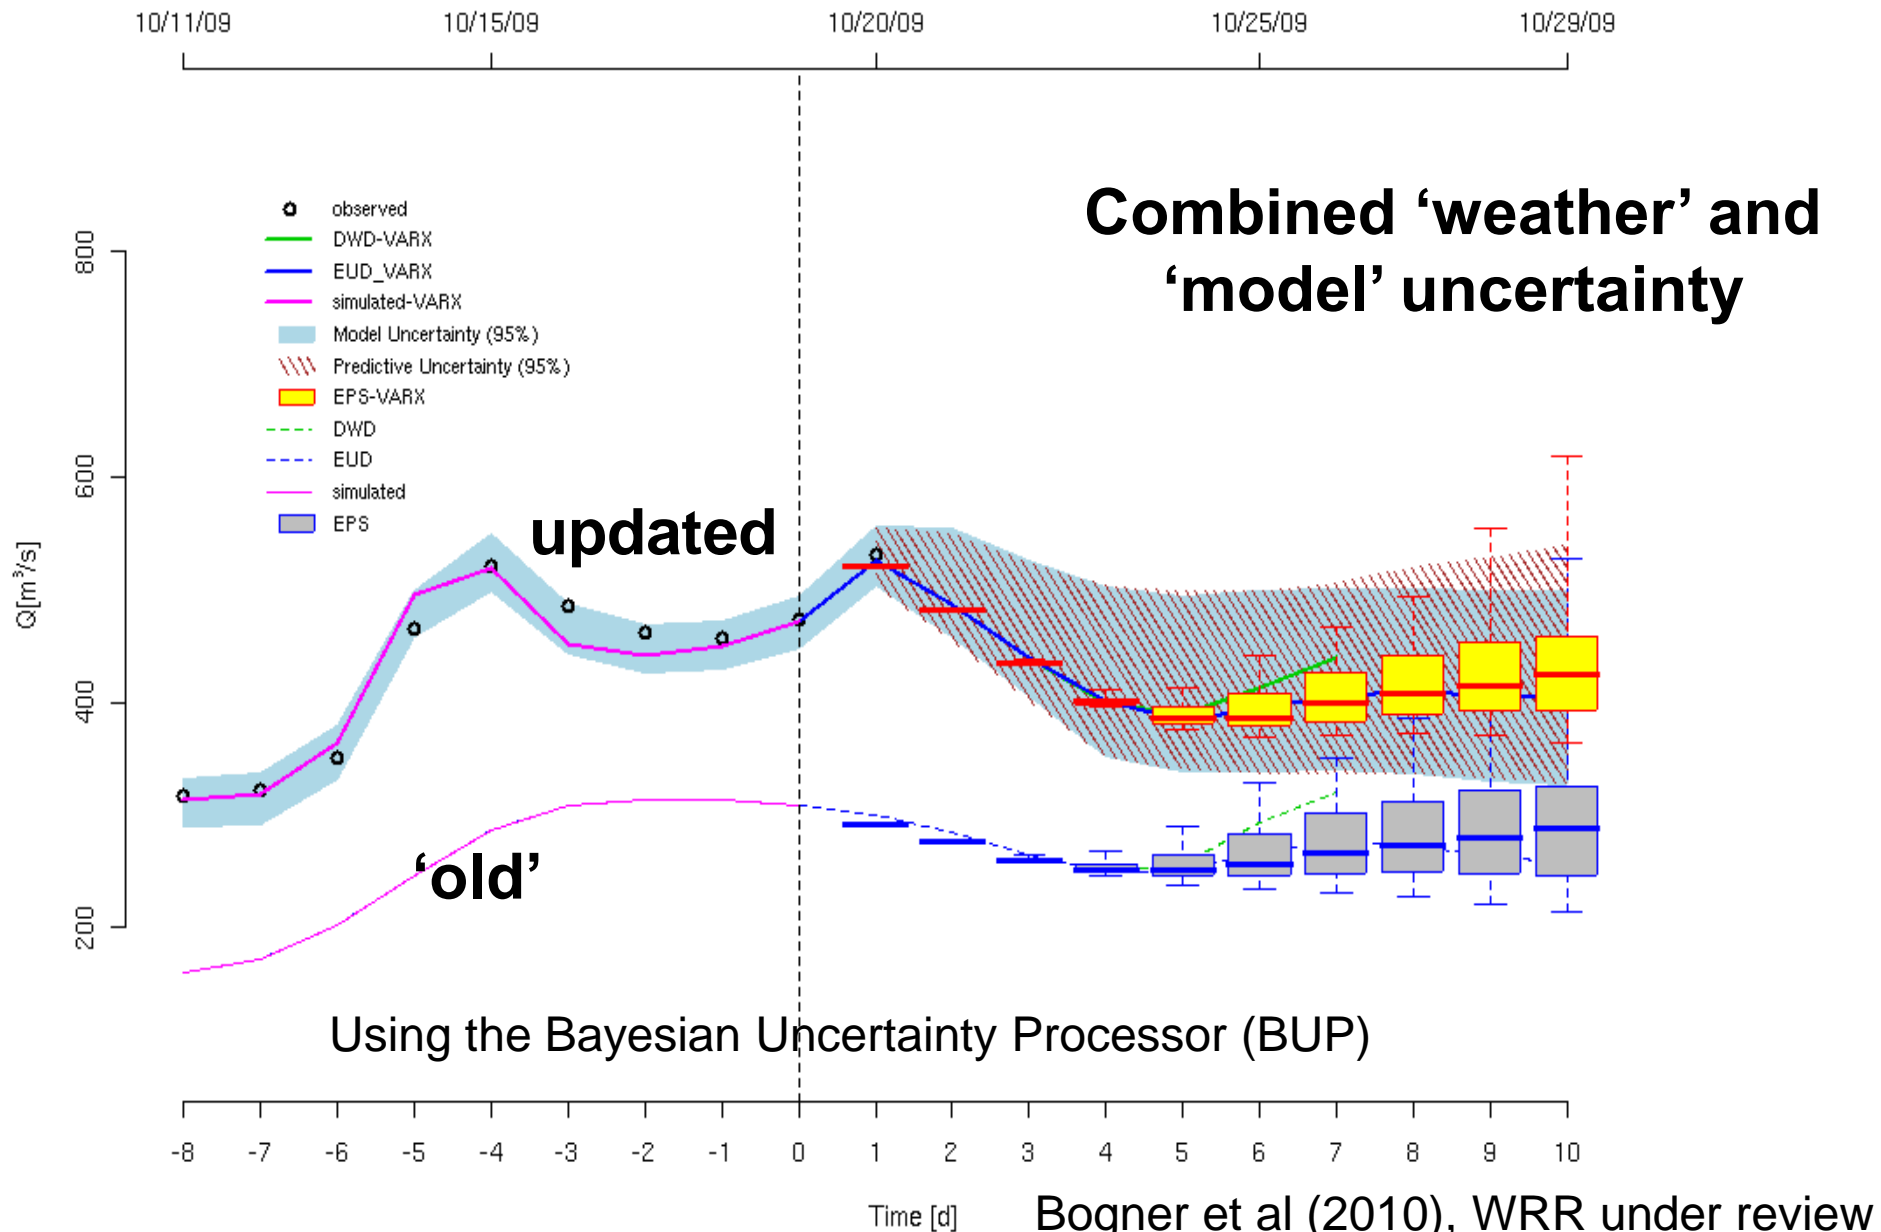 10/11/09 10/15/09 10/20/09 10/25/09 10/29/09
Combined ‘weather’ and
‘model’ uncertainty
observed
DWD-VARX
EUD_VARX
simulated-VARX
Model Uncertainty (95%)
Predictive Uncertainty (95%)
EPS-VARX
DWD
EUD
simulated
EPS
800
600
400
200
Q[m³/s]
updated
‘old’
Using the Bayesian Uncertainty Processor (BUP)
-8 -7 -6 -5 -4 -3 -2 -1 0 1 2 3 4 5 6 7 8 9 10
Time [d]
Bogner et al (2010), WRR under review